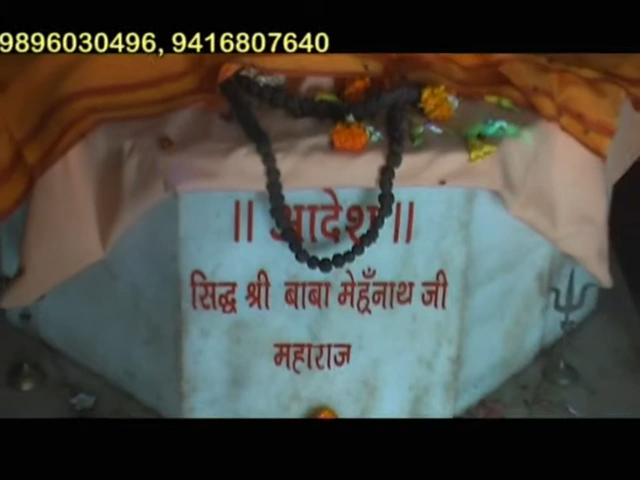 9896030496, 9416807640
|| आदेश ||
सिद्ध श्री बाबा मेहँनाथ जी
महाराज